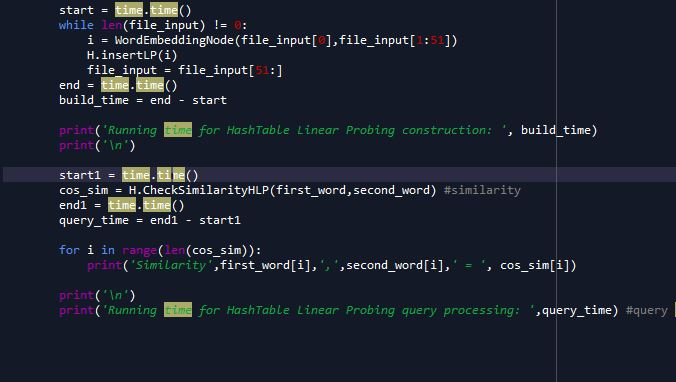 start = time.time()
while len(file_input) != 0:
    i = WordEmbeddingNode(file_input[0],file_input[1:51])
    H.insertLP(i)
    file_input = file_input[51:]
end = time.time()
build_time = end - start

print('Running time for HashTable Linear Probing construction: ', build_time)
print('\n')

start1 = time.time()
cos_sim = H.CheckSimilarityHLP(first_word,second_word) #similarity
end1 = time.time()
query_time = end1 - start1

for i in range(len(cos_sim)):
    print('Similarity',first_word[i],',',second_word[i],' = ', cos_sim[i])

print('\n')
print('Running time for HashTable Linear Probing query processing: ',query_time) #query